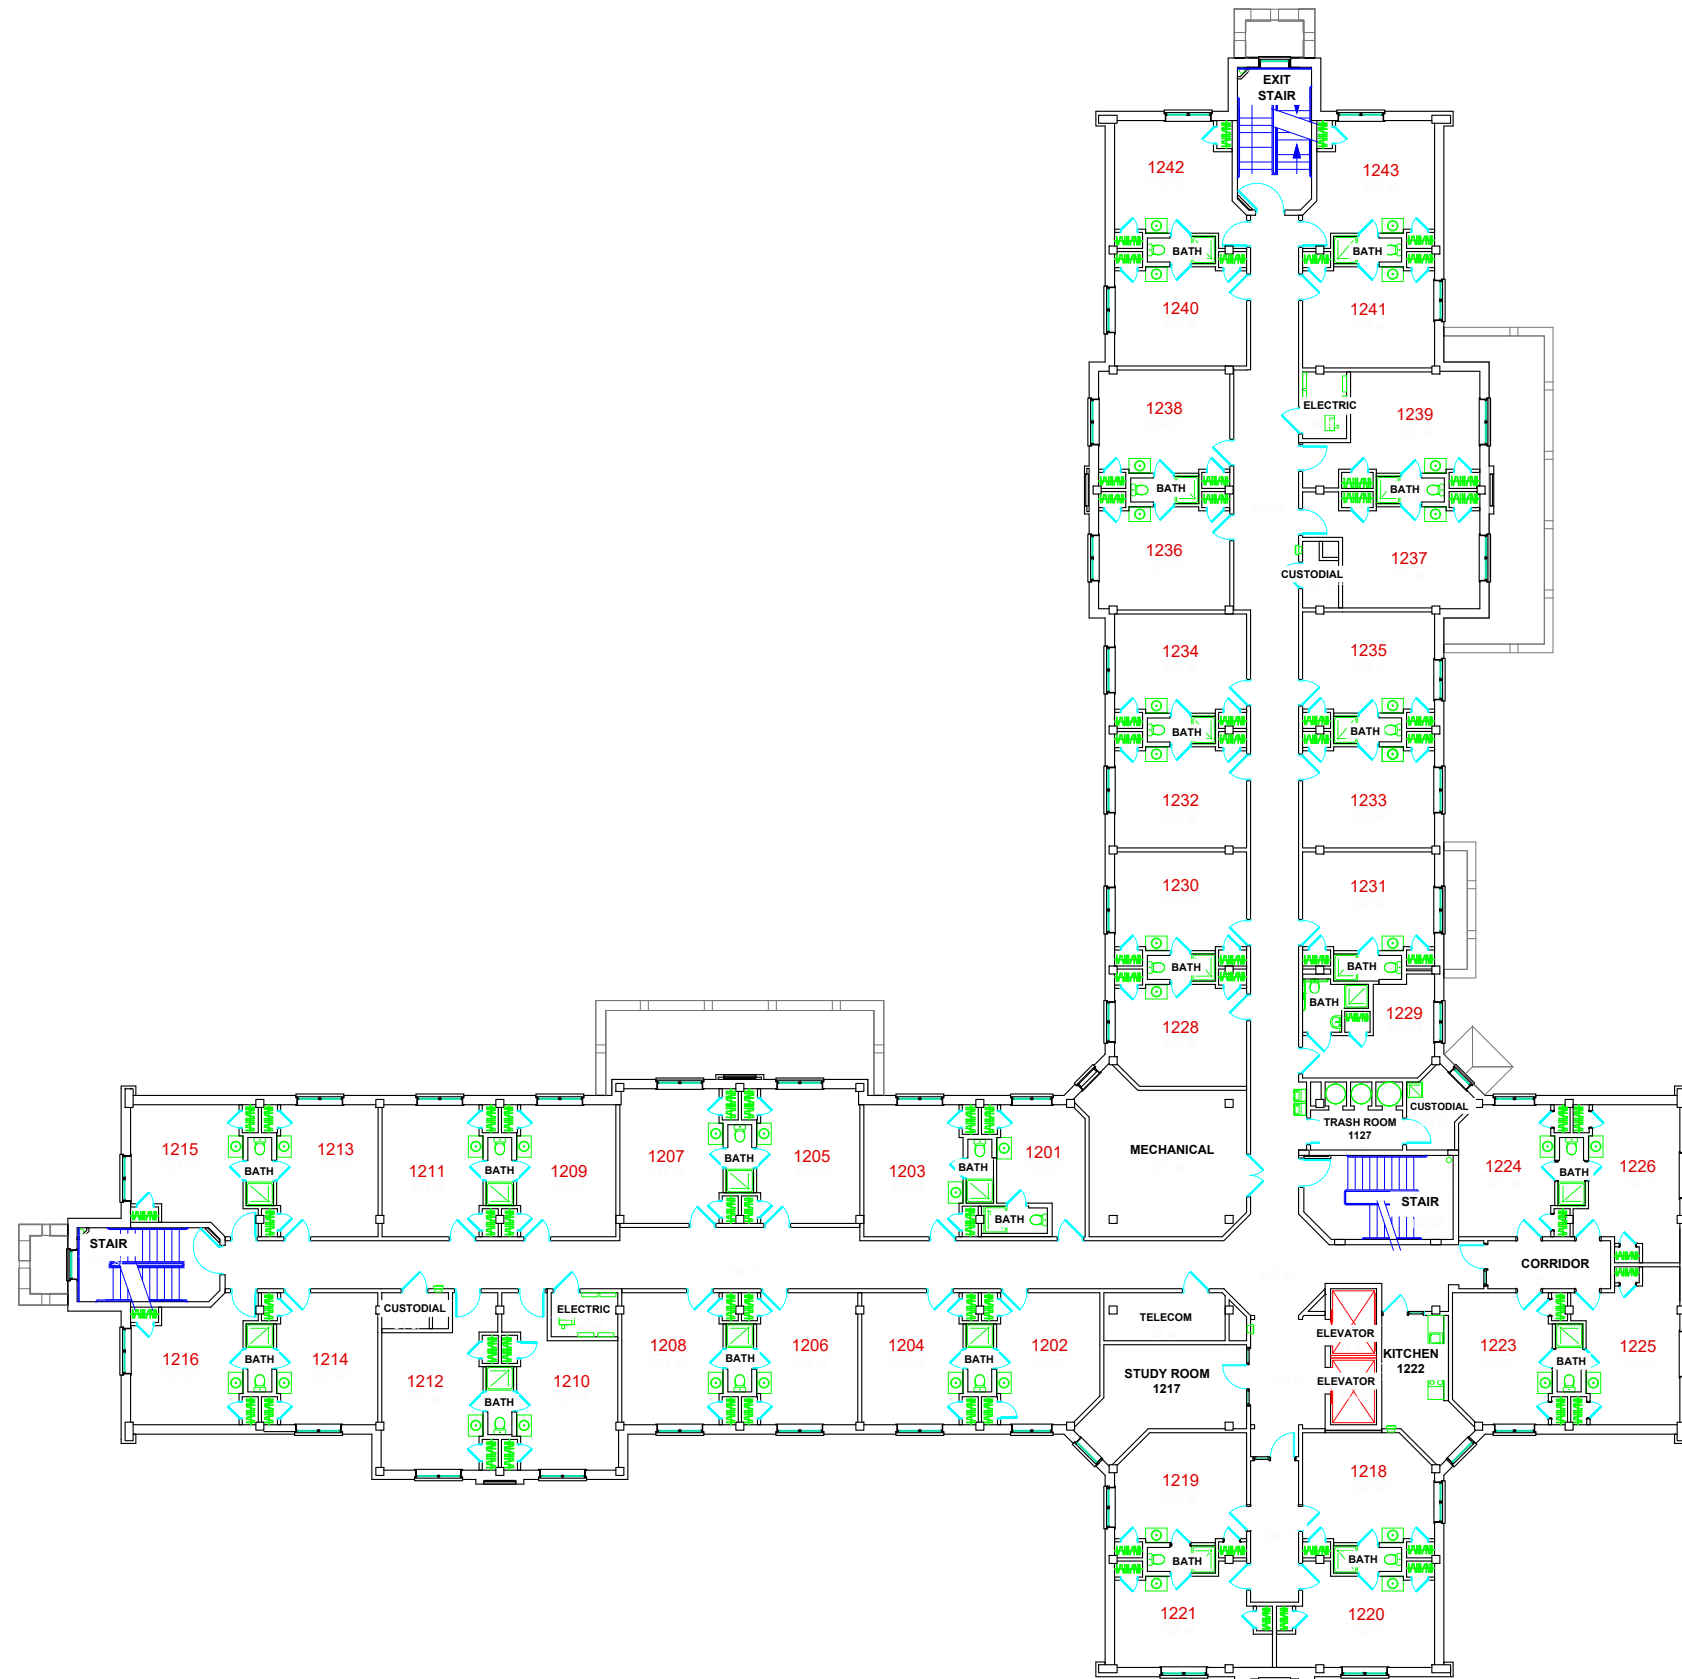 EXIT
STAIR
1242
1243
BATH
BATH
1240
1241
1238
ELECTRIC
1239
BATH
BATH
1236
1237
CUSTODIAL
1234
1235
BATH
BATH
1232
1233
1230
1231
BATH
BATH
BATH
1228
1229
CUSTODIAL
TRASH ROOM
1127
MECHANICAL
1215
BATH
1213
1211
BATH
1209
1207
BATH
1205
1203
BATH
1201
BATH
1224
BATH
1226
STAIR
STAIR
CORRIDOR
CUSTODIAL
ELECTRIC
TELECOM
ELEVATOR
KITCHEN
1222
ELEVATOR
STUDY ROOM
1217
1216
BATH
1214
1212
BATH
1210
1208
BATH
1206
1204
BATH
1202
1223
BATH
1225
1219
1218
BATH
BATH
1221
1220